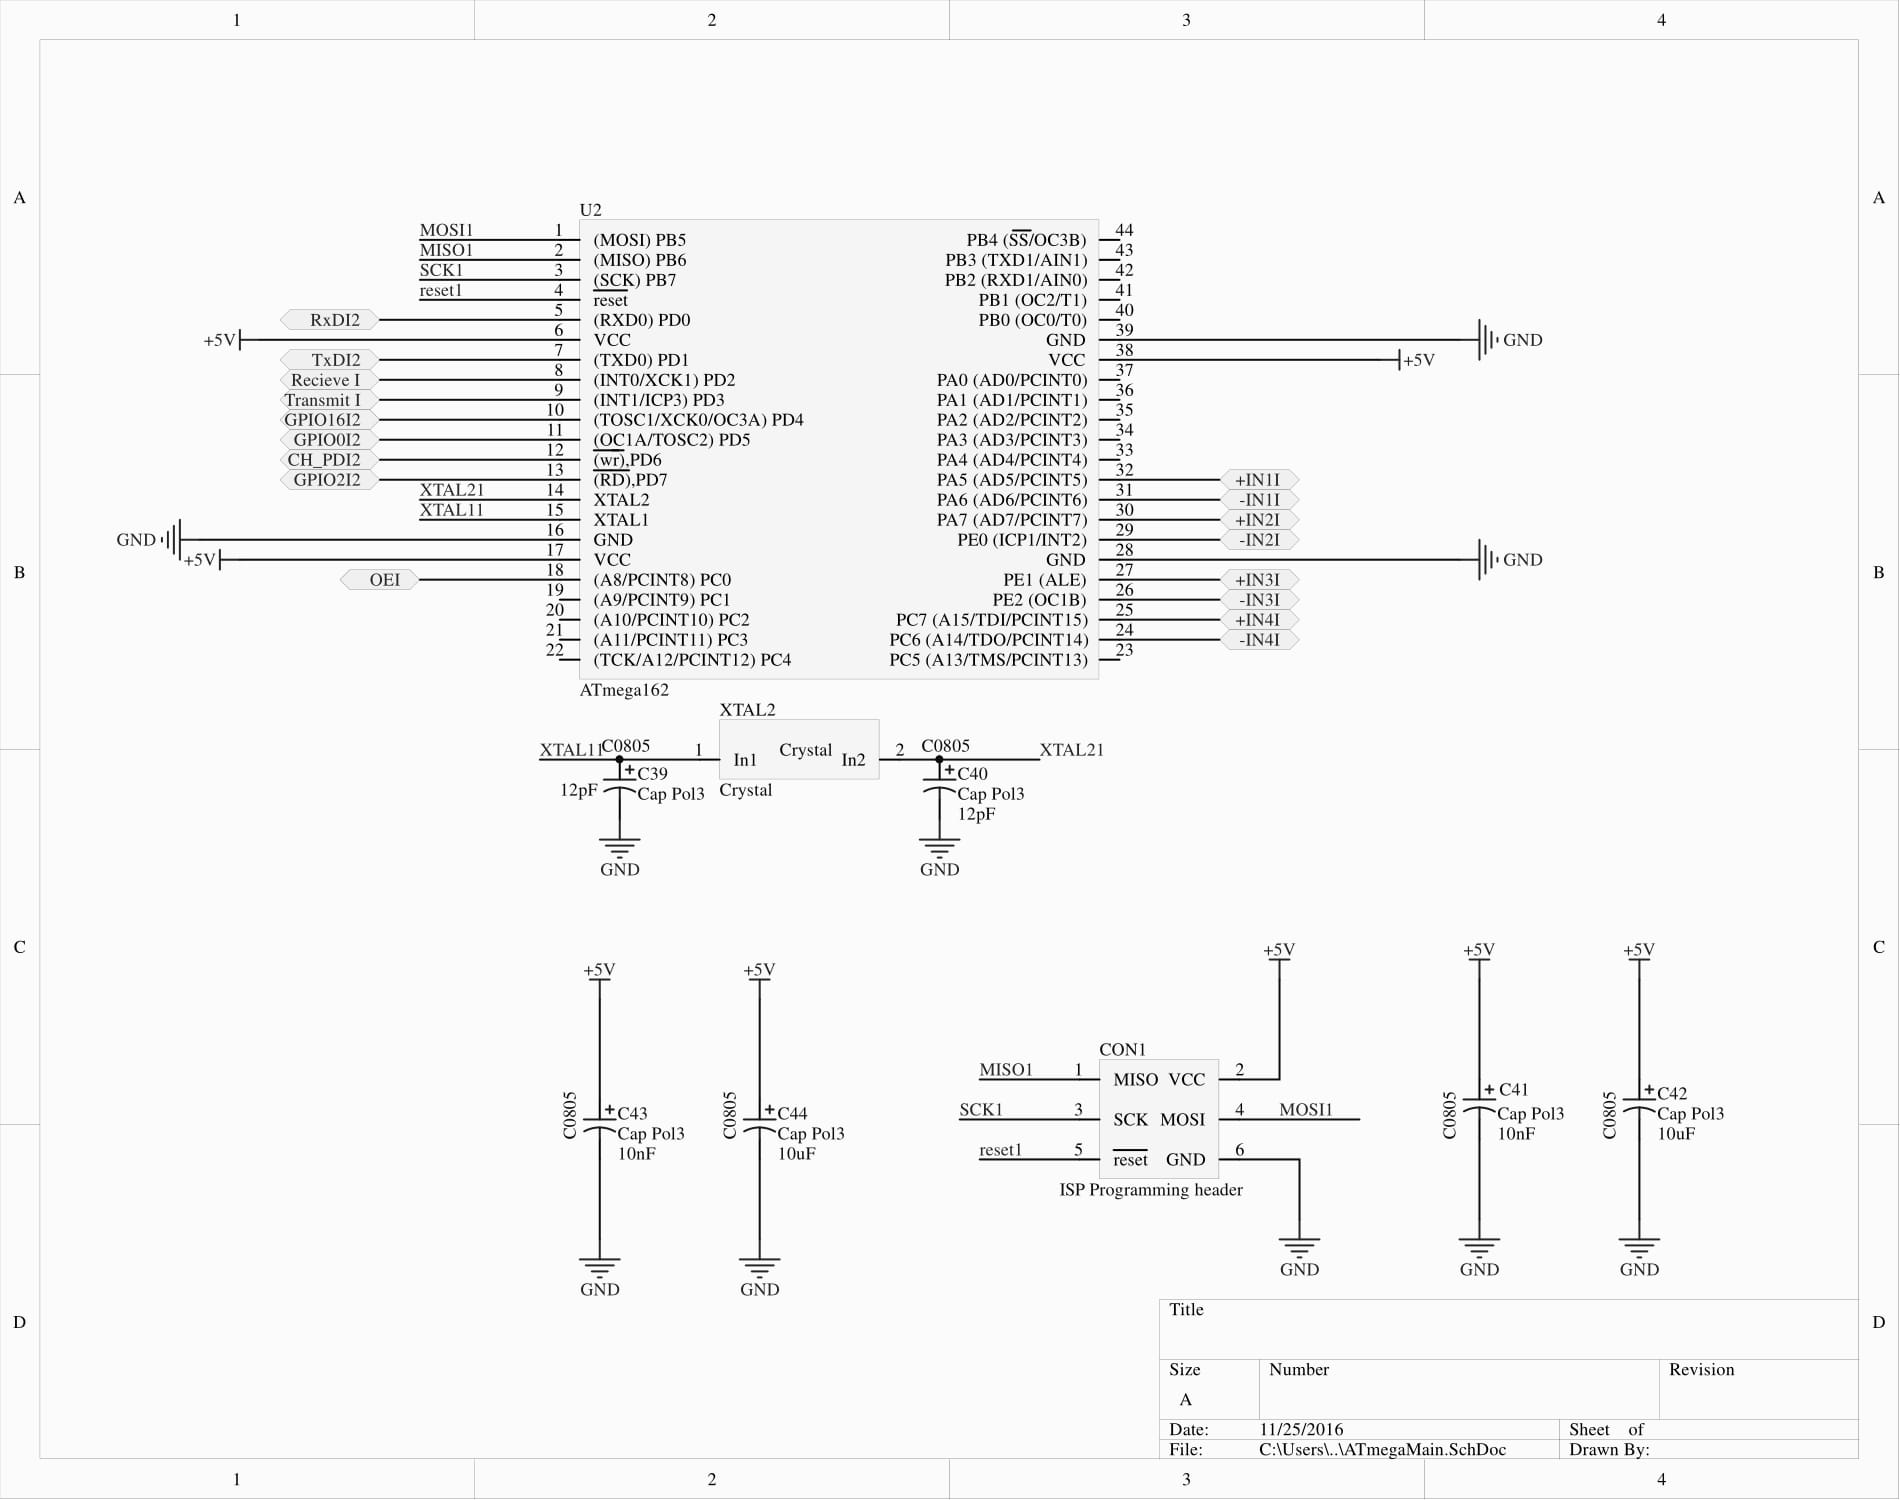 1 2 3 4
A A
B B
C C
D D
U2
MOSI1 1 (MOSI) PB5
MISO1 2 (MISO) PB6
SCK1 3 (SCK) PB7
reset1 4 reset
RxDI2 5 (RXD0) PD0
+5V 6 VCC
TxDI2 7 (TXD0) PD1
Recieve I 8 (INT0/XCK1) PD2
Transmit I 9 (INT1/ICP3) PD3
GPIO16I2 10 (TOSC1/XCK0/OC3A) PD4
GPIO0I2 11 (OC1A/TOSC2) PD5
CH_PDI2 12 (wr),PD6
GPIO2I2 13 (RD),PD7
XTAL21 14 XTAL2
XTAL11 15 XTAL1
GND 16 GND
+5V 17 VCC
OEI 18 (A8/PCINT8) PC0
19 (A9/PCINT9) PC1
20 (A10/PCINT10) PC2
21 (A11/PCINT11) PC3
22 (TCK/A12/PCINT12) PC4
PB4 (SS/OC3B) 44
PB3 (TXD1/AIN1) 43
PB2 (RXD1/AIN0) 42
PB1 (OC2/T1) 41
PB0 (OC0/T0) 40
GND 39 GND
VCC 38 +5V
PA0 (AD0/PCINT0) 37
PA1 (AD1/PCINT1) 36
PA2 (AD2/PCINT2) 35
PA3 (AD3/PCINT3) 34
PA4 (AD4/PCINT4) 33
PA5 (AD5/PCINT5) 32 +IN1I
PA6 (AD6/PCINT6) 31 -IN1I
PA7 (AD7/PCINT7) 30 +IN2I
PE0 (ICP1/INT2) 29 -IN2I
GND 28 GND
PE1 (ALE) 27 +IN3I
PE2 (OC1B) 26 -IN3I
PC7 (A15/TDI/PCINT15) 25 +IN4I
PC6 (A14/TDO/PCINT14) 24 -IN4I
PC5 (A13/TMS/PCINT13) 23
ATmega162
XTAL2
XTAL11 C0805 1 In1 Crystal In2 2 C0805 XTAL21
Crystal
C39
Cap Pol3
12pF
GND
C40
Cap Pol3
12pF
GND
+5V
C0805
C43
Cap Pol3
10nF
GND
+5V
C0805
C44
Cap Pol3
10uF
GND
CON1
+5V
MISO1 1 MISO VCC 2
SCK1 3 SCK MOSI 4 MOSI1
reset1 5 reset GND 6
ISP Programming header
GND
+5V
C0805
C41
Cap Pol3
10nF
GND
+5V
C0805
C42
Cap Pol3
10uF
GND
Title
Size Number Revision
A
Date: 11/25/2016 Sheet of
File: C:\Users\..\ATmegaMain.SchDoc Drawn By:
1 2 3 4